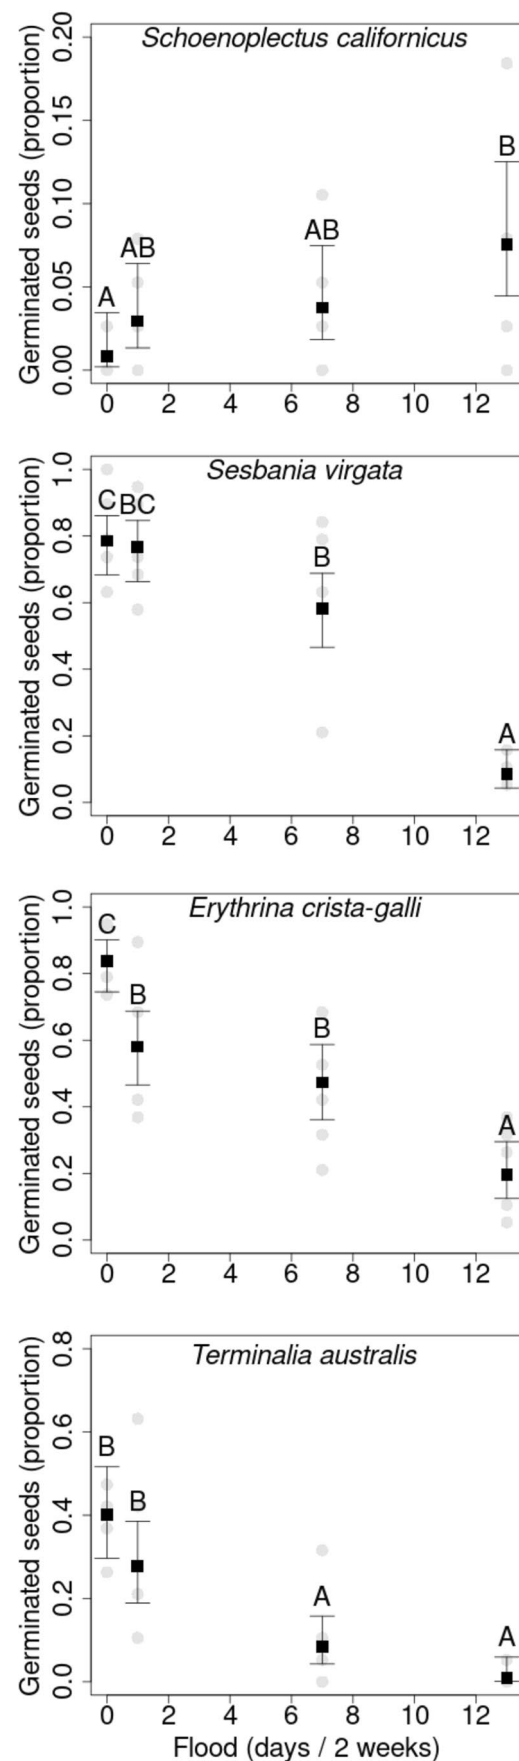 Schoenoplectus californicus
Germinated seeds (proportion)
0.20
0.15
0.10
0.05
0.00
A
AB
AB
B
0 2 4 6 8 10 12
Sesbania virgata
Germinated seeds (proportion)
1.0
0.8
0.6
0.4
0.2
0.0
C
BC
B
A
0 2 4 6 8 10 12
Erythrina crista-galli
Germinated seeds (proportion)
1.0
0.8
0.6
0.4
0.2
0.0
C
B
B
A
0 2 4 6 8 10 12
Terminalia australis
Germinated seeds (proportion)
0.8
0.6
0.4
0.2
0.0
B
B
A
A
0 2 4 6 8 10 12
Flood (days / 2 weeks)